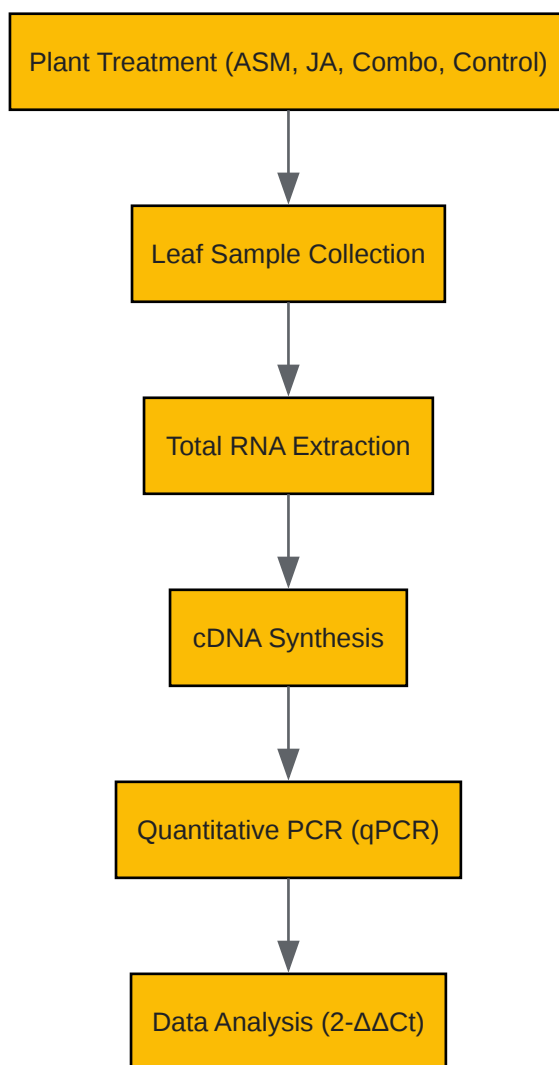 Plant Treatment (ASM, JA, Combo, Control)
Leaf Sample Collection
Total RNA Extraction
cDNA Synthesis
Quantitative PCR (qPCR)
Data Analysis (2-ΔΔCt)